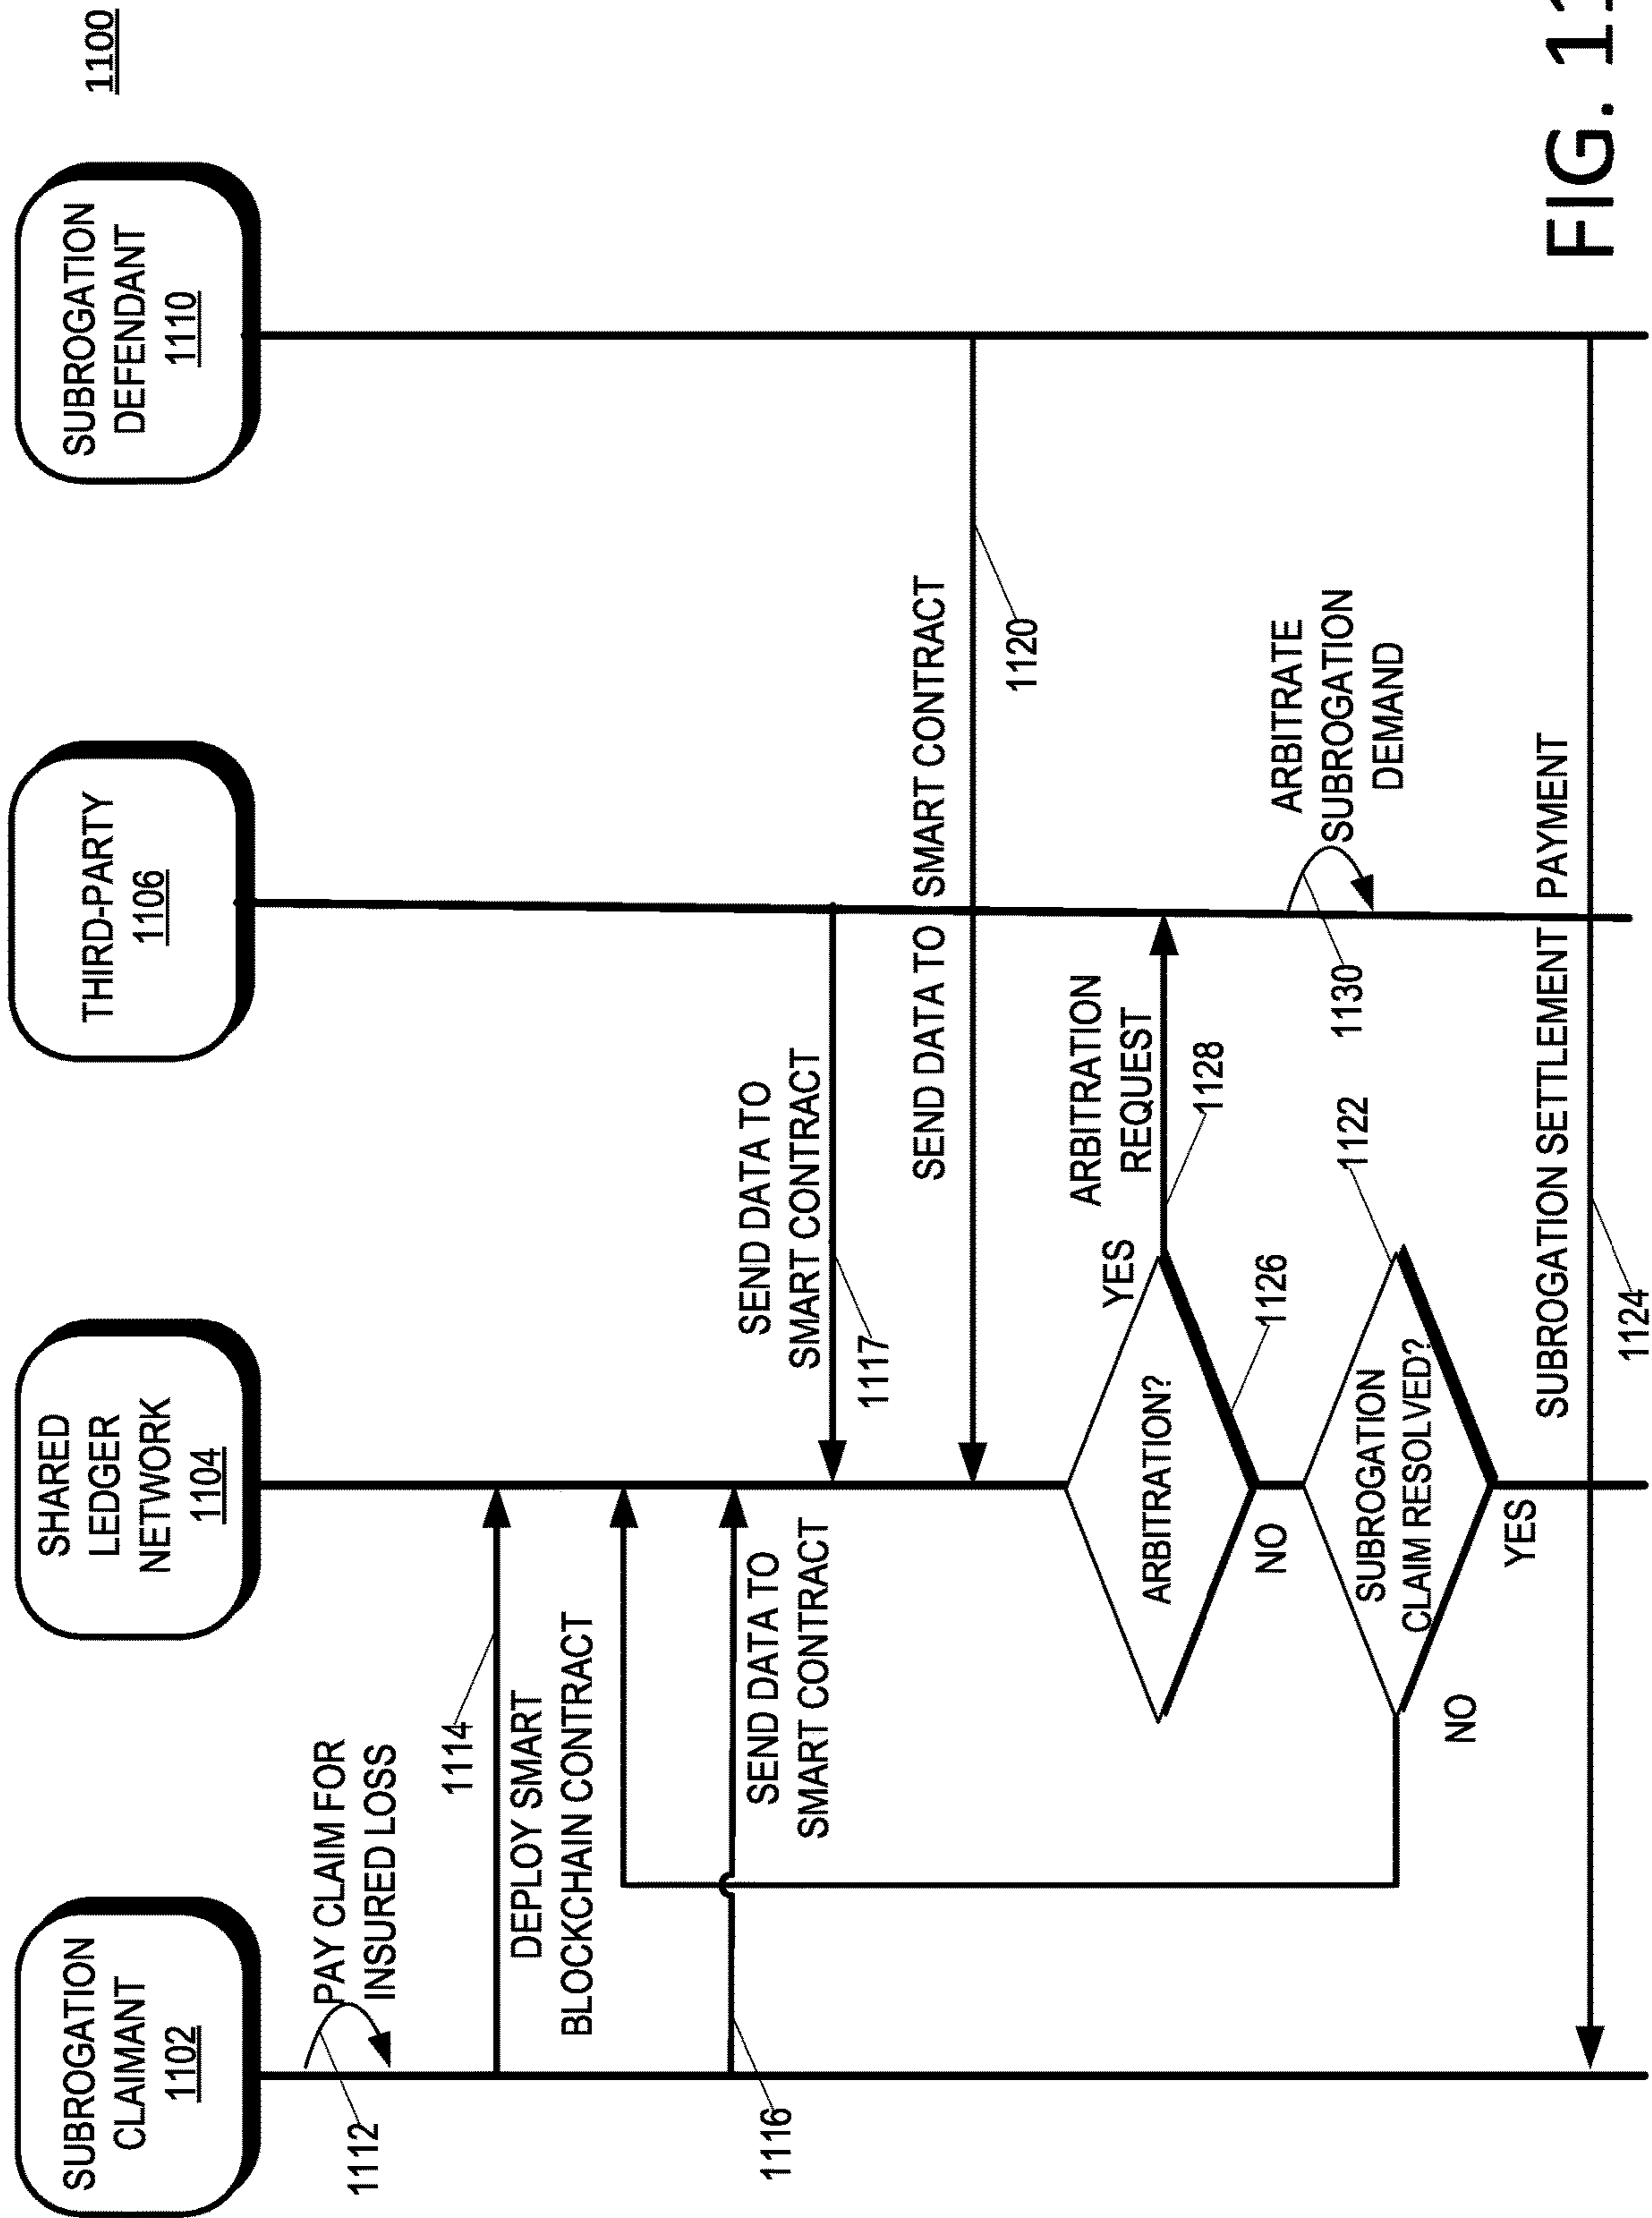 1100
SUBROGATION
CLAIMANT
1102
SHARED
LEDGER
NETWORK
1104
THIRD-PARTY
1106
SUBROGATION
DEFENDANT
1110
PAY CLAIM FOR
INSURED LOSS
1112
1114
DEPLOY SMART
BLOCKCHAIN CONTRACT
SEND DATA TO
SMART CONTRACT
1116
SEND DATA TO
SMART CONTRACT
1117
SEND DATA TO SMART CONTRACT
1120
ARBITRATION?
YES
NO
1126
ARBITRATION
REQUEST
1128
ARBITRATE
SUBROGATION
DEMAND
1130
SUBROGATION
CLAIM RESOLVED?
1122
NO
YES
SUBROGATION SETTLEMENT PAYMENT
1124
FIG. 11